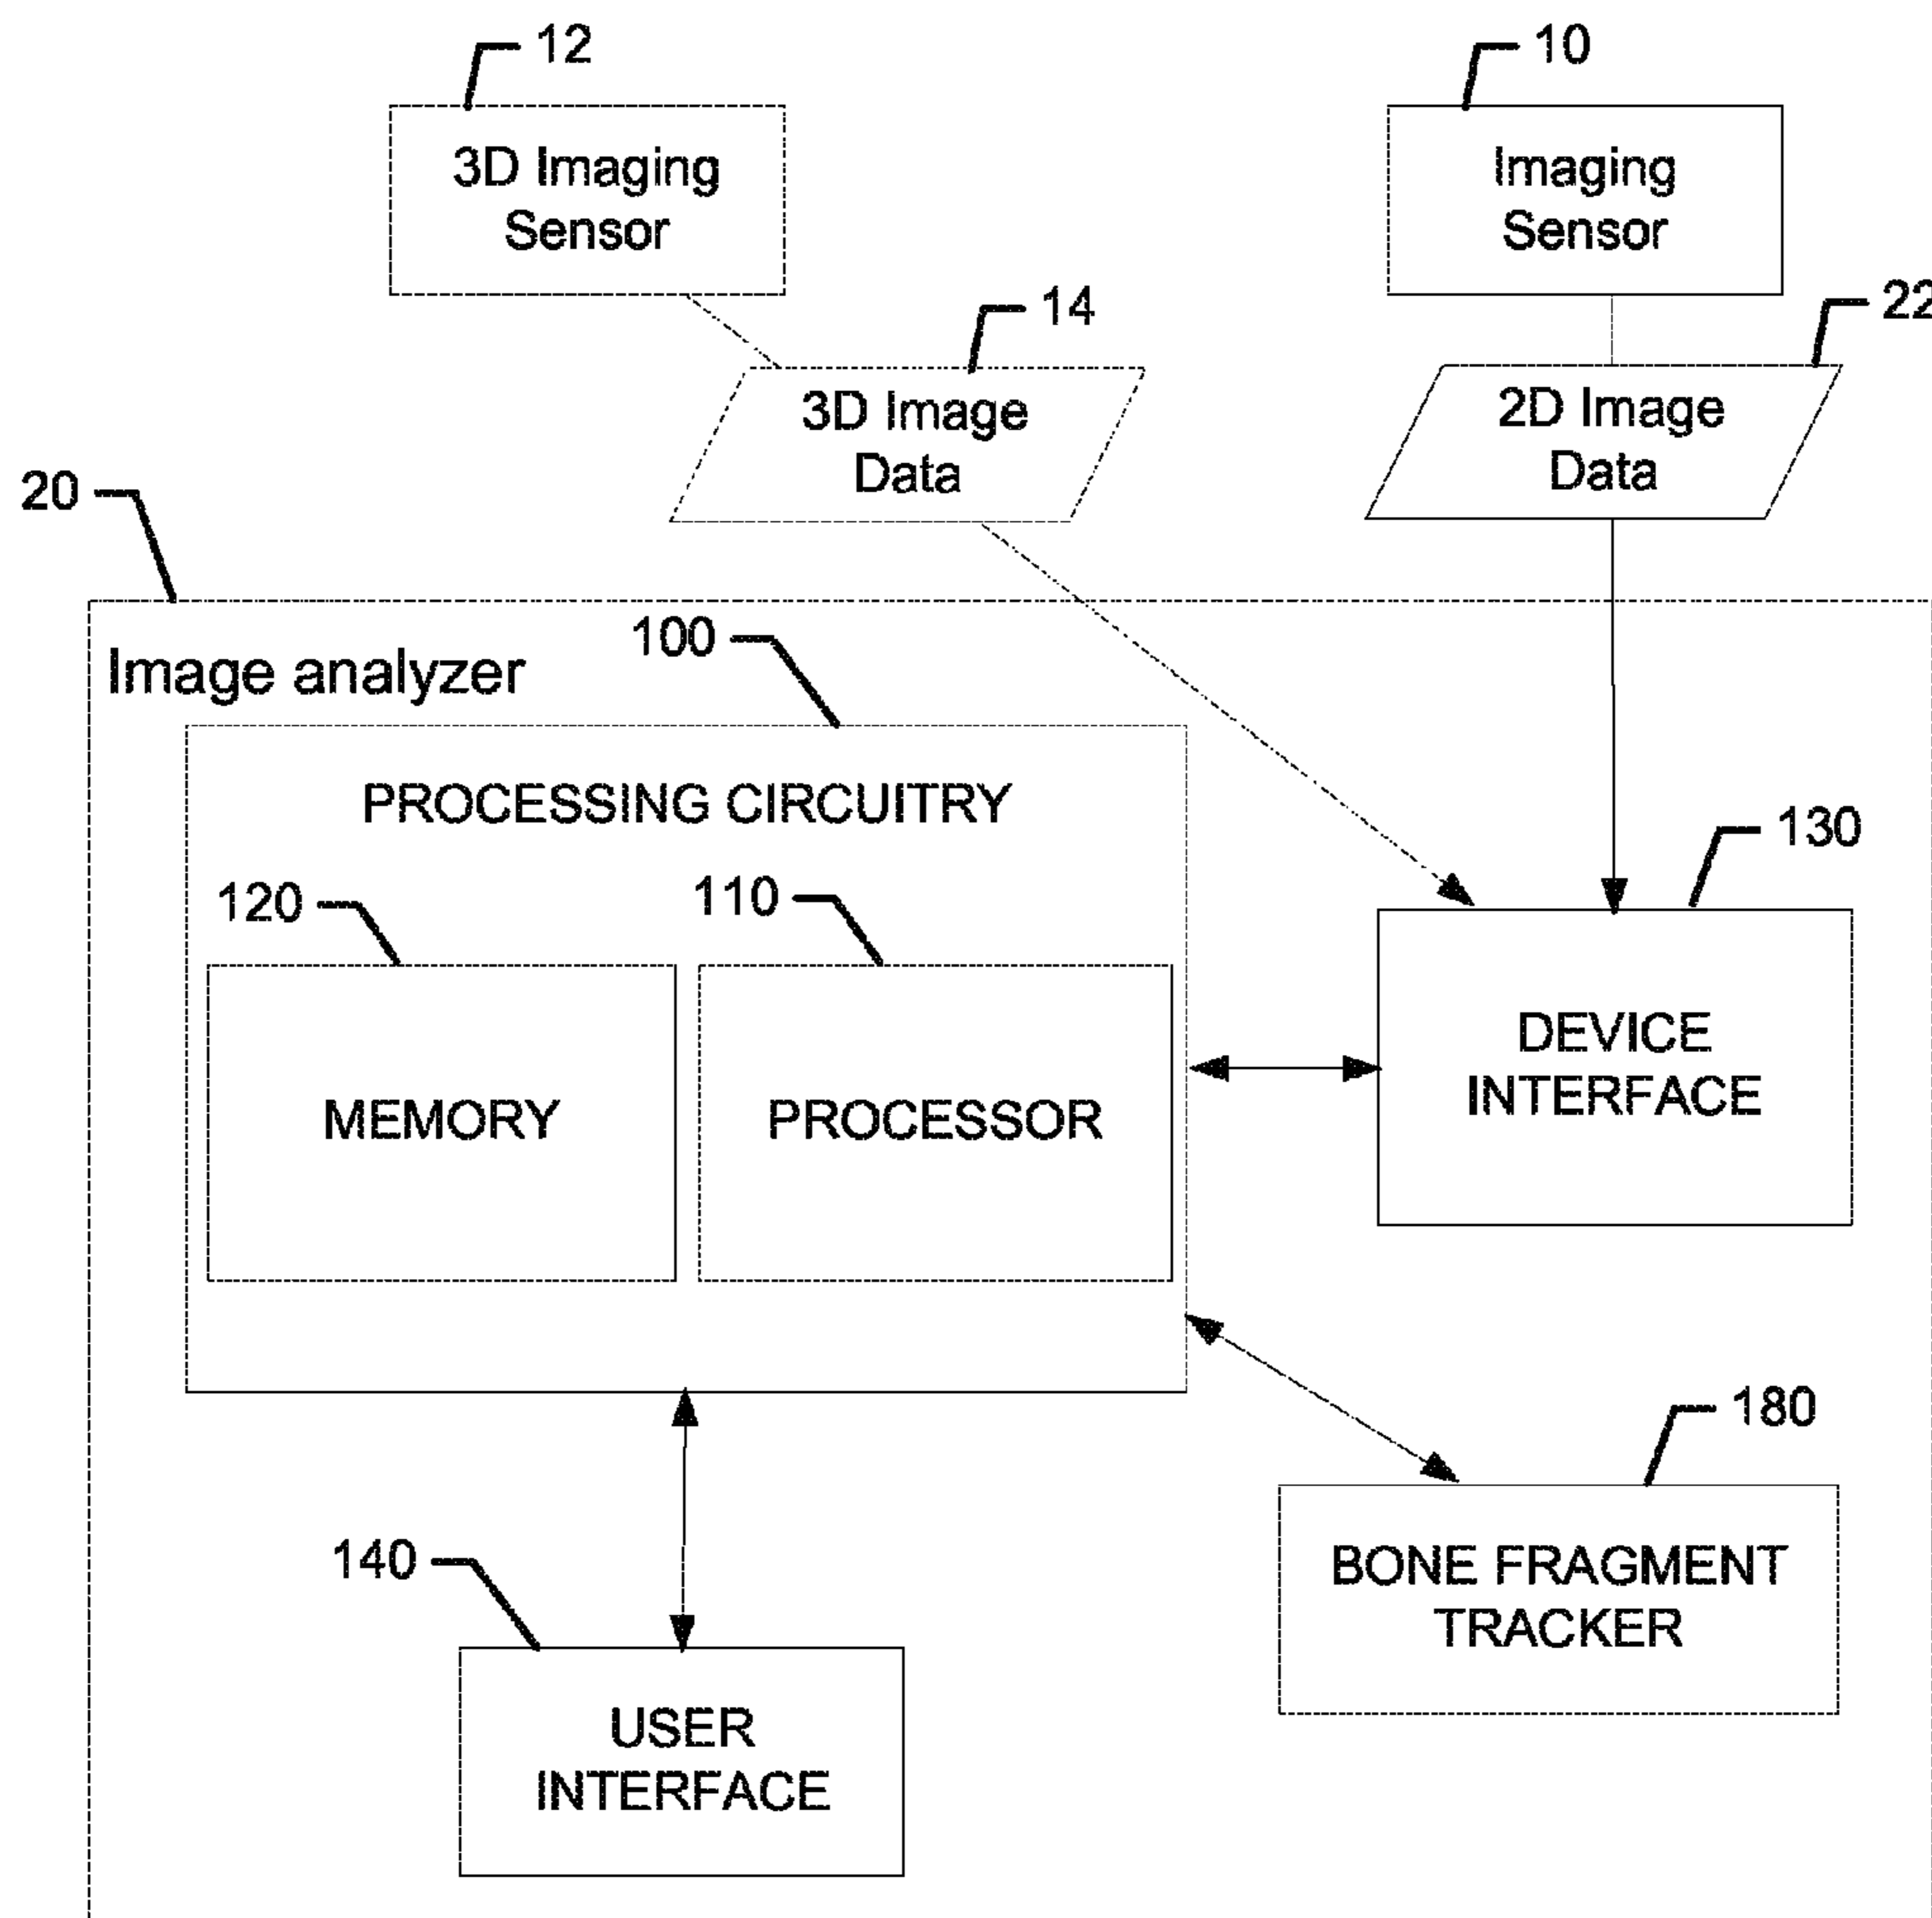 12
10
3D Imaging
Sensor
Imaging
Sensor
14
22
3D Image
Data
2D Image
Data
20
Image analyzer
100
PROCESSING CIRCUITRY
130
120
110
MEMORY
PROCESSOR
DEVICE
INTERFACE
180
140
BONE FRAGMENT
TRACKER
USER
INTERFACE